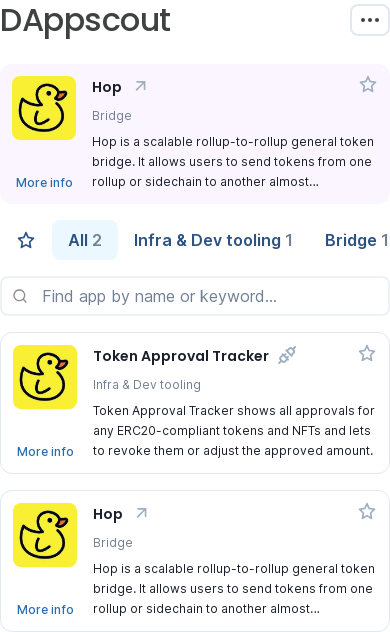 DAppscout
Hop
Bridge
Hop is a scalable rollup-to-rollup general token
bridge. It allows users to send tokens from one
rollup or sidechain to another almost...
More info
All 2 Infra & Dev tooling 1 Bridge 1
Find app by name or keyword...
Token Approval Tracker
Infra & Dev tooling
Token Approval Tracker shows all approvals for
any ERC20-compliant tokens and NFTs and lets
to revoke them or adjust the approved amount.
More info
Hop
Bridge
Hop is a scalable rollup-to-rollup general token
bridge. It allows users to send tokens from one
rollup or sidechain to another almost...
More info